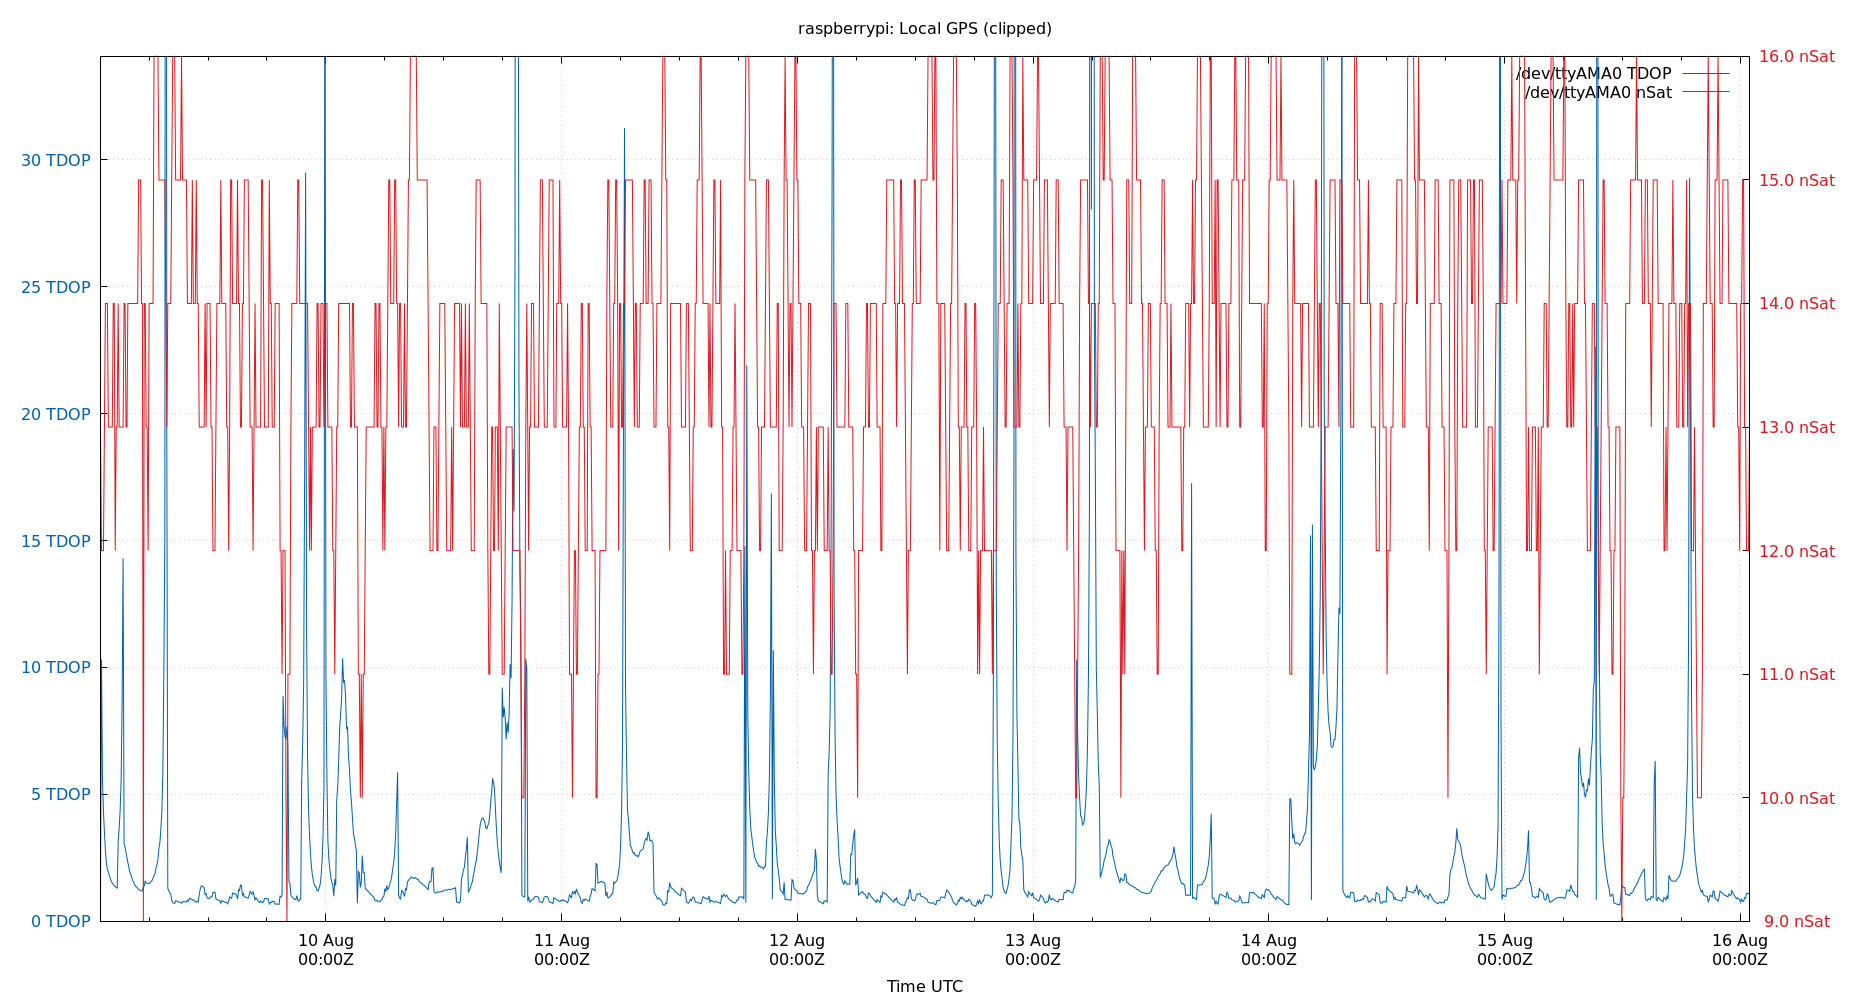 raspberrypi: Local GPS (clipped)
16.0 nSat
/dev/ttyAMA0 TDOP
/dev/ttyAMA0 nSat
30 TDOP
15.0 nSat
25 TDOP
14.0 nSat
20 TDOP
13.0 nSat
15 TDOP
12.0 nSat
10 TDOP
11.0 nSat
5 TDOP
10.0 nSat
0 TDOP
9.0 nSat
10 Aug
00:00Z
11 Aug
00:00Z
12 Aug
00:00Z
13 Aug
00:00Z
14 Aug
00:00Z
15 Aug
00:00Z
16 Aug
00:00Z
Time UTC